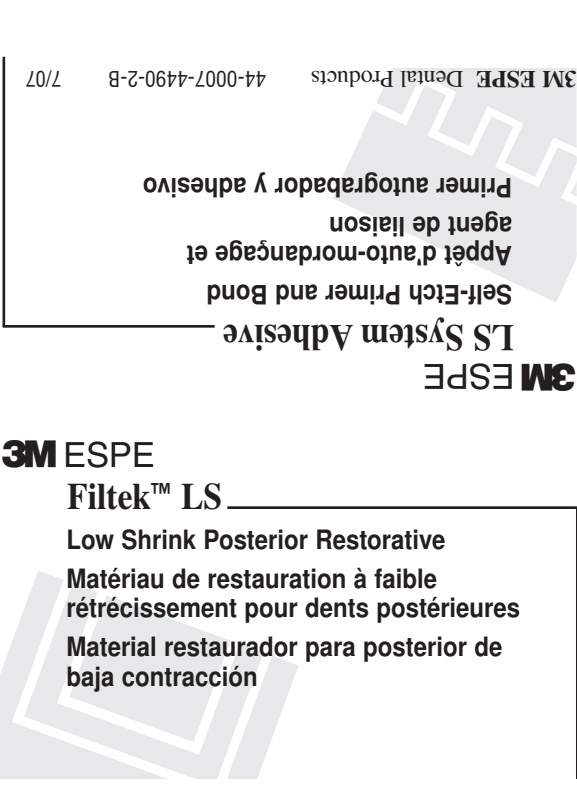 3M ESPE
LS System Adhesive
Self-Etch Primer and Bond
Appêt d'auto-mordançage et
agent de liaison
Primer autograbador y adhesivo
3M ESPE Dental Products 44-0007-4490-2-B 7/07
3M ESPE
Filtek™ LS
Low Shrink Posterior Restorative
Matériau de restauration à faible
rétrécissement pour dents postérieures
Material restaurador para posterior de
baja contracción